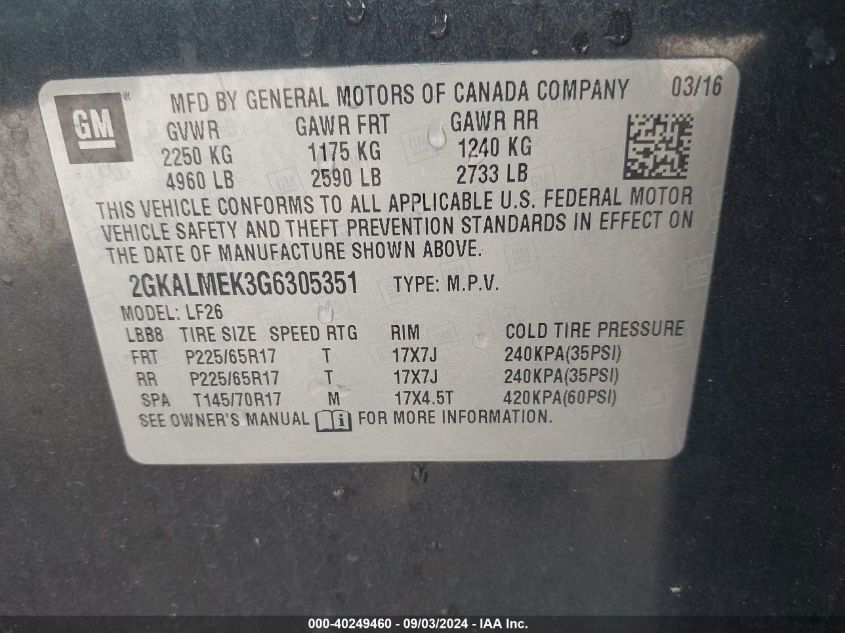 GM ®
MFD BY GENERAL MOTORS OF CANADA COMPANY 03/16
GVWR GAWR FRT GAWR RR
2250 KG 1175 KG 1240 KG
4960 LB 2590 LB 2733 LB
THIS VEHICLE CONFORMS TO ALL APPLICABLE U.S. FEDERAL MOTOR
VEHICLE SAFETY AND THEFT PREVENTION STANDARDS IN EFFECT ON
THE DATE OF MANUFACTURE SHOWN ABOVE.
2GKALMEK3G6305351 TYPE: M.P.V.
MODEL: LF26
LBB8 TIRE SIZE SPEED RTG RIM COLD TIRE PRESSURE
FRT P225/65R17 T 17X7J 240KPA(35PSI)
RR P225/65R17 T 17X7J 240KPA(35PSI)
SPA T145/70R17 M 17X4.5T 420KPA(60PSI)
SEE OWNER'S MANUAL i FOR MORE INFORMATION.
000-40249460 - 09/03/2024 - IAA Inc.